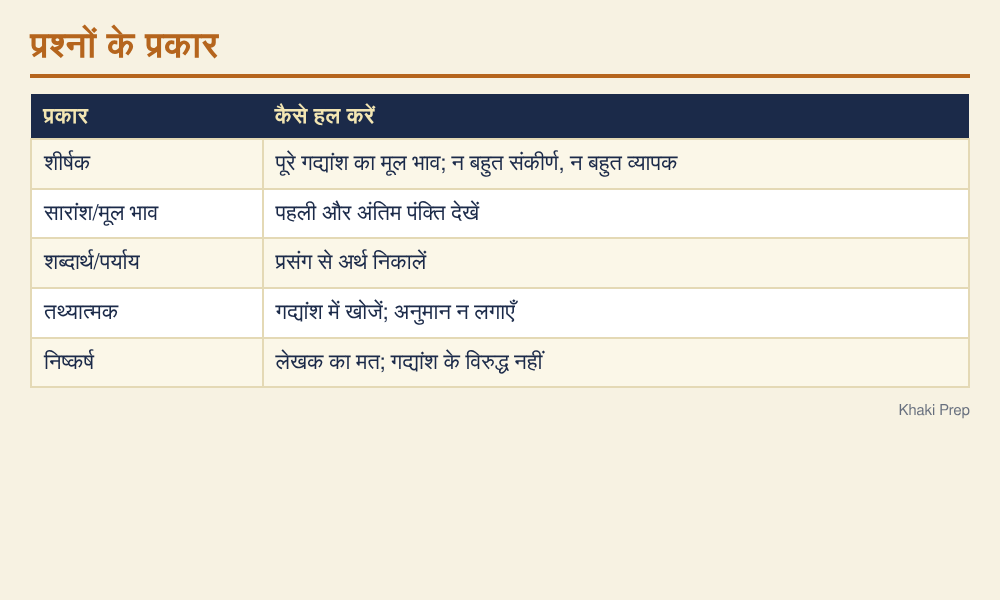 प्रश्नों के प्रकार
प्रकार कैसे हल करें
शीर्षक पूरे गद्यांश का मूल भाव; न बहुत संकीर्ण, न बहुत व्यापक
सारांश/मूल भाव पहली और अंतिम पंक्ति देखें
शब्दार्थ/पर्याय प्रसंग से अर्थ निकालें
तथ्यात्मक गद्यांश में खोजें; अनुमान न लगाएँ
निष्कर्ष लेखक का मत; गद्यांश के विरुद्ध नहीं
Khaki Prep